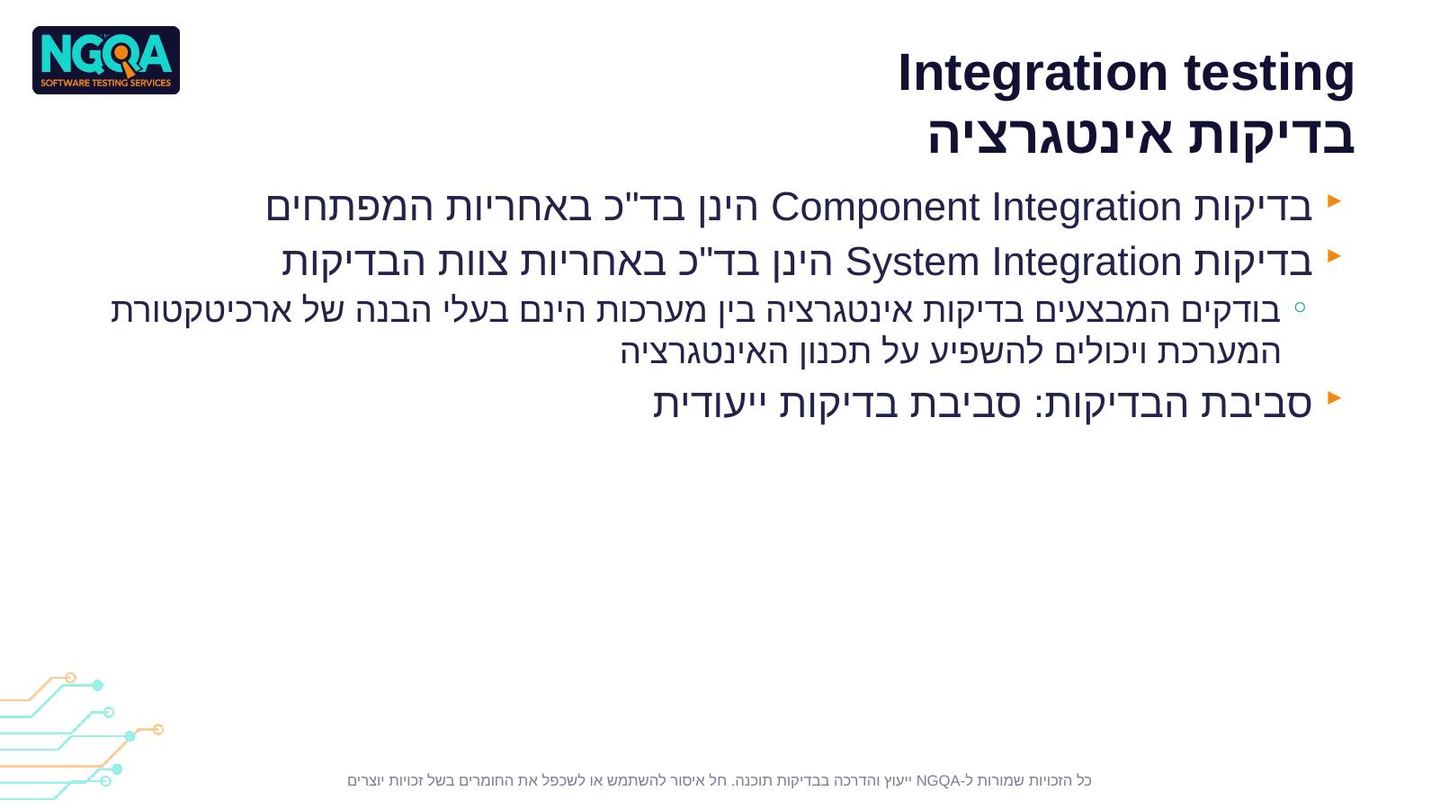 NGQA
SOFTWARE TESTING SERVICES
Integration testing
בדיקות אינטגרציה
בדיקות Component Integration הינן בד"כ באחריות המפתחים
בדיקות System Integration הינן בד"כ באחריות צוות הבדיקות
בודקים המבצעים בדיקות אינטגרציה בין מערכות הינם בעלי הבנה של ארכיטקטורת
המערכת ויכולים להשפיע על תכנון האינטגרציה
סביבת הבדיקות: סביבת בדיקות ייעודית
כל הזכויות שמורות ל-NGQA ייעוץ והדרכה בבדיקות תוכנה. חל איסור להשתמש או לשכפל את החומרים בשל זכויות יוצרים